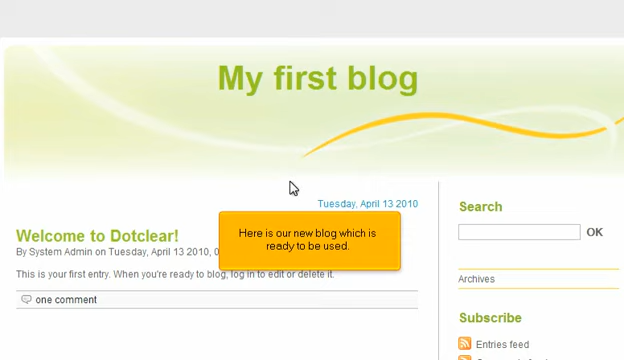 My first blog
Tuesday, April 13 2010
Welcome to Dotclear!
By System Admin on Tuesday, April 13 2010,
This is your first entry. When you're ready to blog, log in to edit or delete it.
one comment
Here is our new blog which is
ready to be used.
Search
OK
Archives
Subscribe
Entries feed